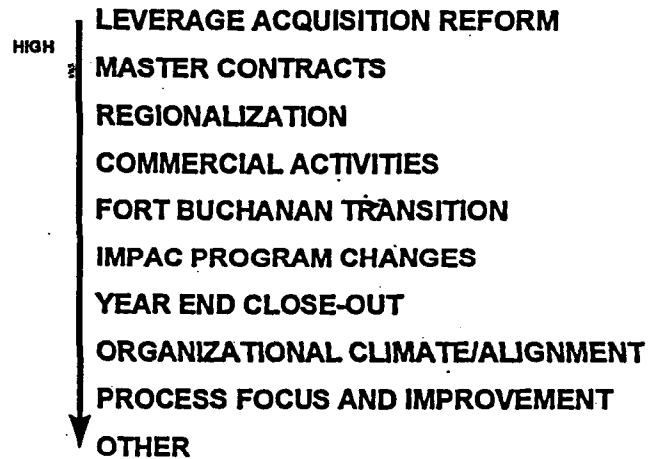 LEVERAGE ACQUISITION REFORM
HIGH
MASTER CONTRACTS
REGIONALIZATION
COMMERCIAL ACTIVITIES
FORT BUCHANAN TRANSITION
IMPAC PROGRAM CHANGES
YEAR END CLOSE-OUT
ORGANIZATIONAL CLIMATE/ALIGNMENT
PROCESS FOCUS AND IMPROVEMENT
OTHER